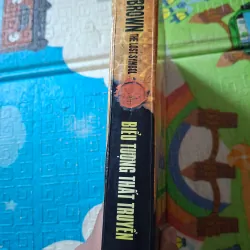 BROWN
THE LOST SYMBOL
BIỂU TƯỢNG THẤT TRUYỀN